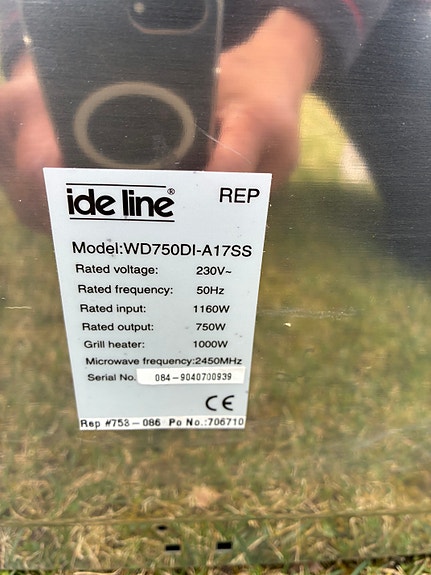 ide line®
REP
Model:WD750DI-A17SS
Rated voltage: 230V~
Rated frequency: 50Hz
Rated input: 1160W
Rated output: 750W
Grill heater: 1000W
Microwave frequency:2450MHz
Serial No. 084-9040700939
CE
Rep #753-086 Po No.:706710